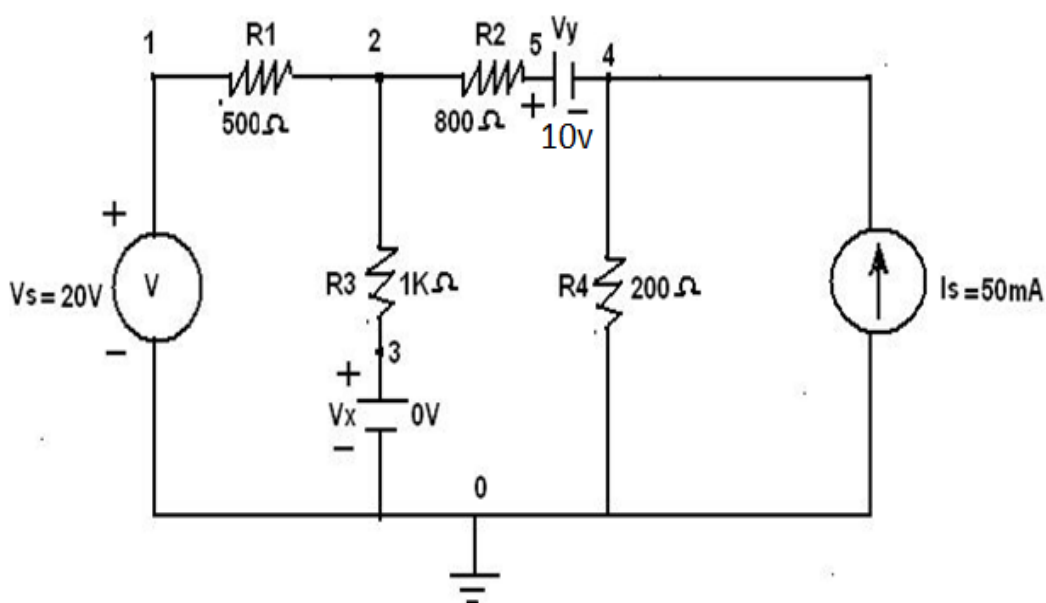 1 R1 2 R2 5 Vy 4
500Ω 800Ω + −
10v
+
Vs=20V V R3 1KΩ R4 200Ω Is=50mA
−
3
+
Vx 0V
−
0